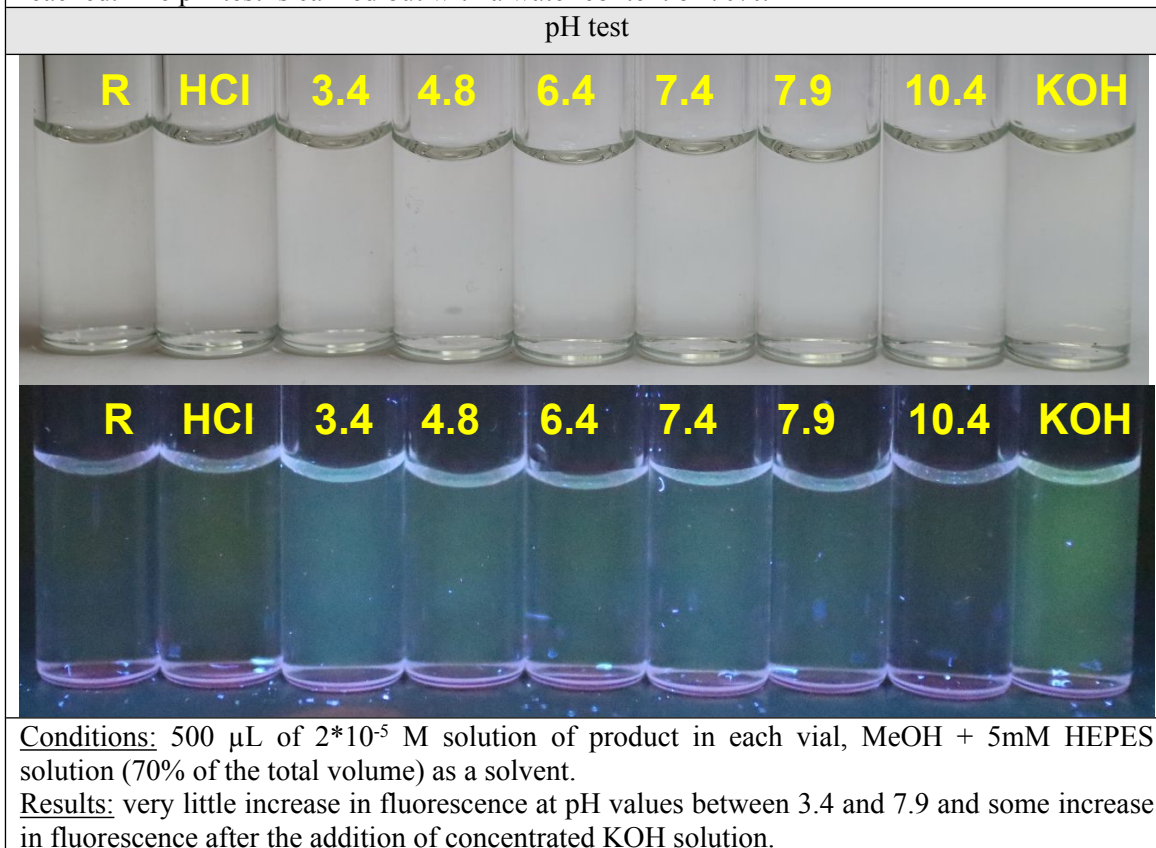 pH test
R HCl 3.4 4.8 6.4 7.4 7.9 10.4 KOH
R HCl 3.4 4.8 6.4 7.4 7.9 10.4 KOH
Conditions: 500 µL of 2*10⁻⁵ M solution of product in each vial, MeOH + 5mM HEPES
solution (70% of the total volume) as a solvent.
Results: very little increase in fluorescence at pH values between 3.4 and 7.9 and some increase
in fluorescence after the addition of concentrated KOH solution.